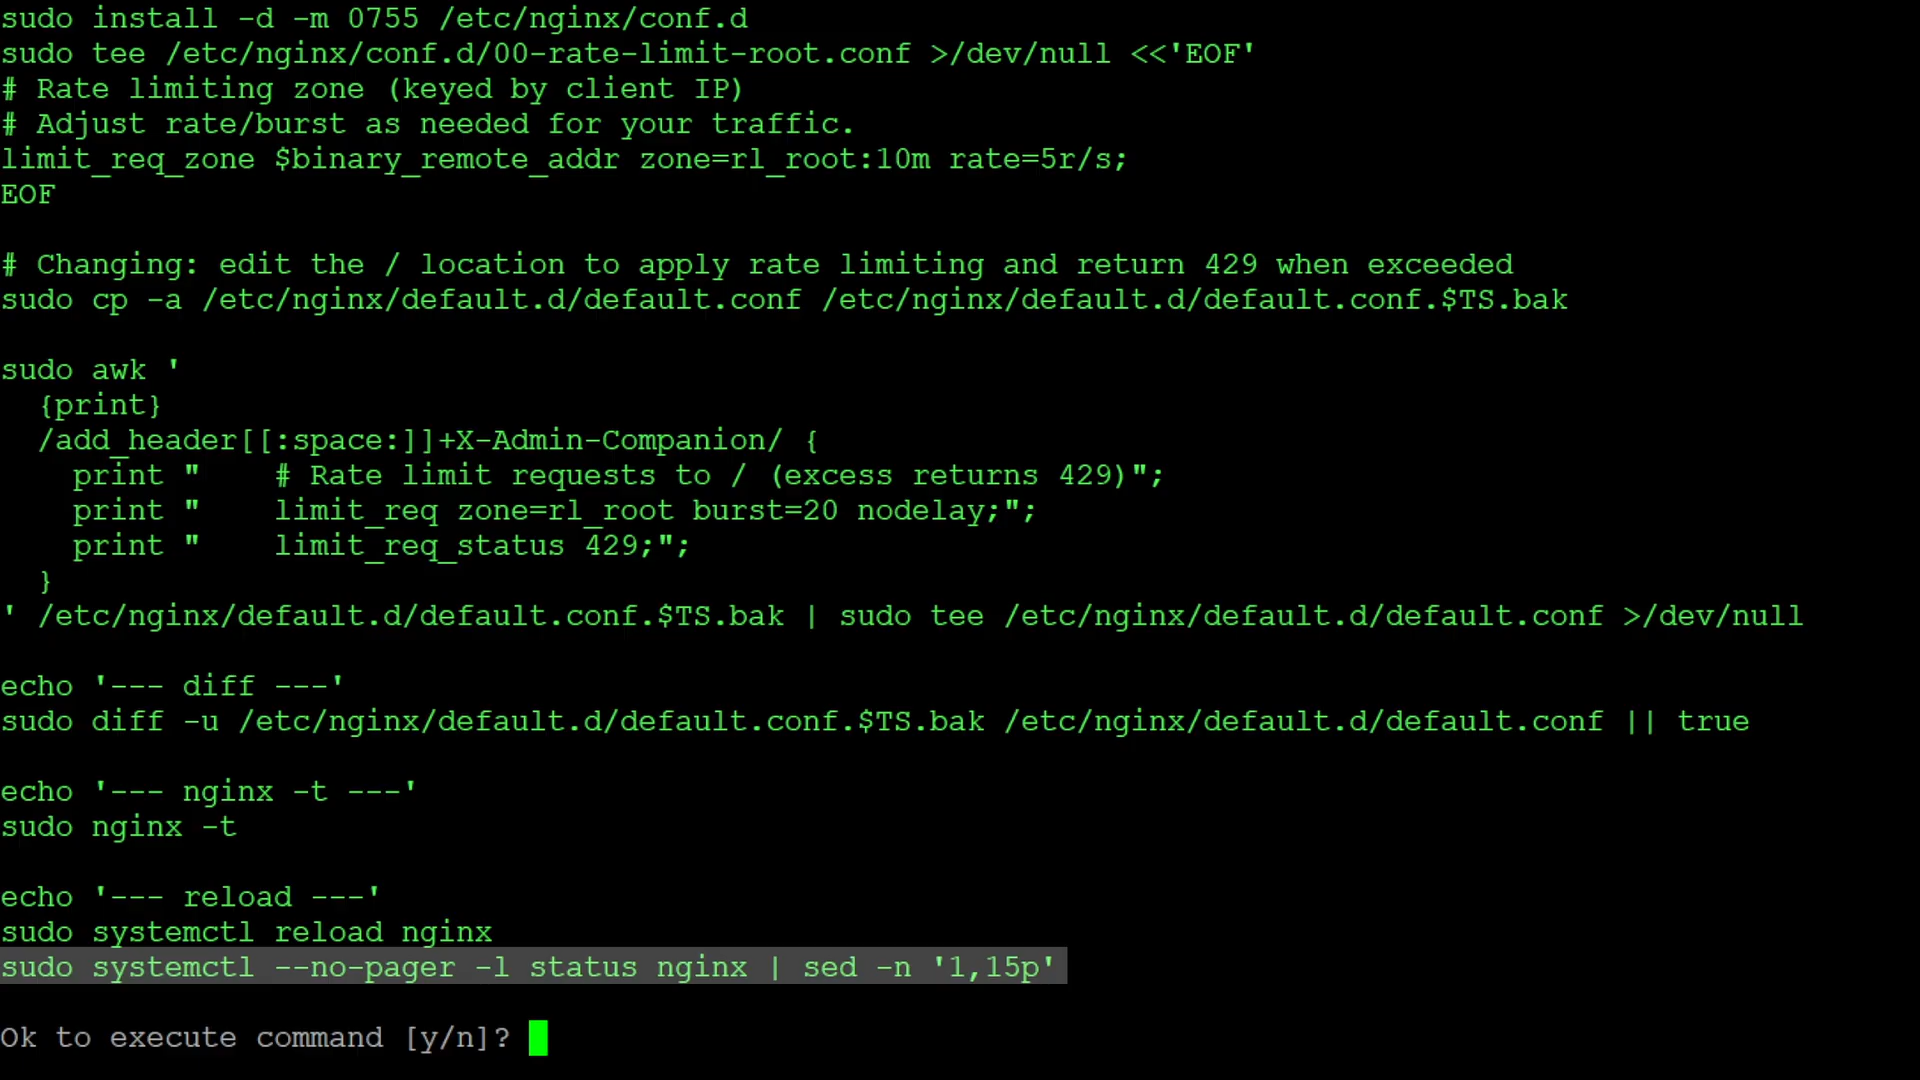 sudo install -d -m 0755 /etc/nginx/conf.d
sudo tee /etc/nginx/conf.d/00-rate-limit-root.conf >/dev/null <<'EOF'
# Rate limiting zone (keyed by client IP)
# Adjust rate/burst as needed for your traffic.
limit_req_zone $binary_remote_addr zone=rl_root:10m rate=5r/s;
EOF

# Changing: edit the / location to apply rate limiting and return 429 when exceeded
sudo cp -a /etc/nginx/default.d/default.conf /etc/nginx/default.d/default.conf.$TS.bak

sudo awk '
  {print}
  /add_header[[:space:]]+X-Admin-Companion/ {
    print "    # Rate limit requests to / (excess returns 429)";
    print "    limit_req zone=rl_root burst=20 nodelay;";
    print "    limit_req_status 429;";
  }
' /etc/nginx/default.d/default.conf.$TS.bak | sudo tee /etc/nginx/default.d/default.conf >/dev/null

echo '--- diff ---'
sudo diff -u /etc/nginx/default.d/default.conf.$TS.bak /etc/nginx/default.d/default.conf || true

echo '--- nginx -t ---'
sudo nginx -t

echo '--- reload ---'
sudo systemctl reload nginx
sudo systemctl --no-pager -l status nginx | sed -n '1,15p'

Ok to execute command [y/n]?